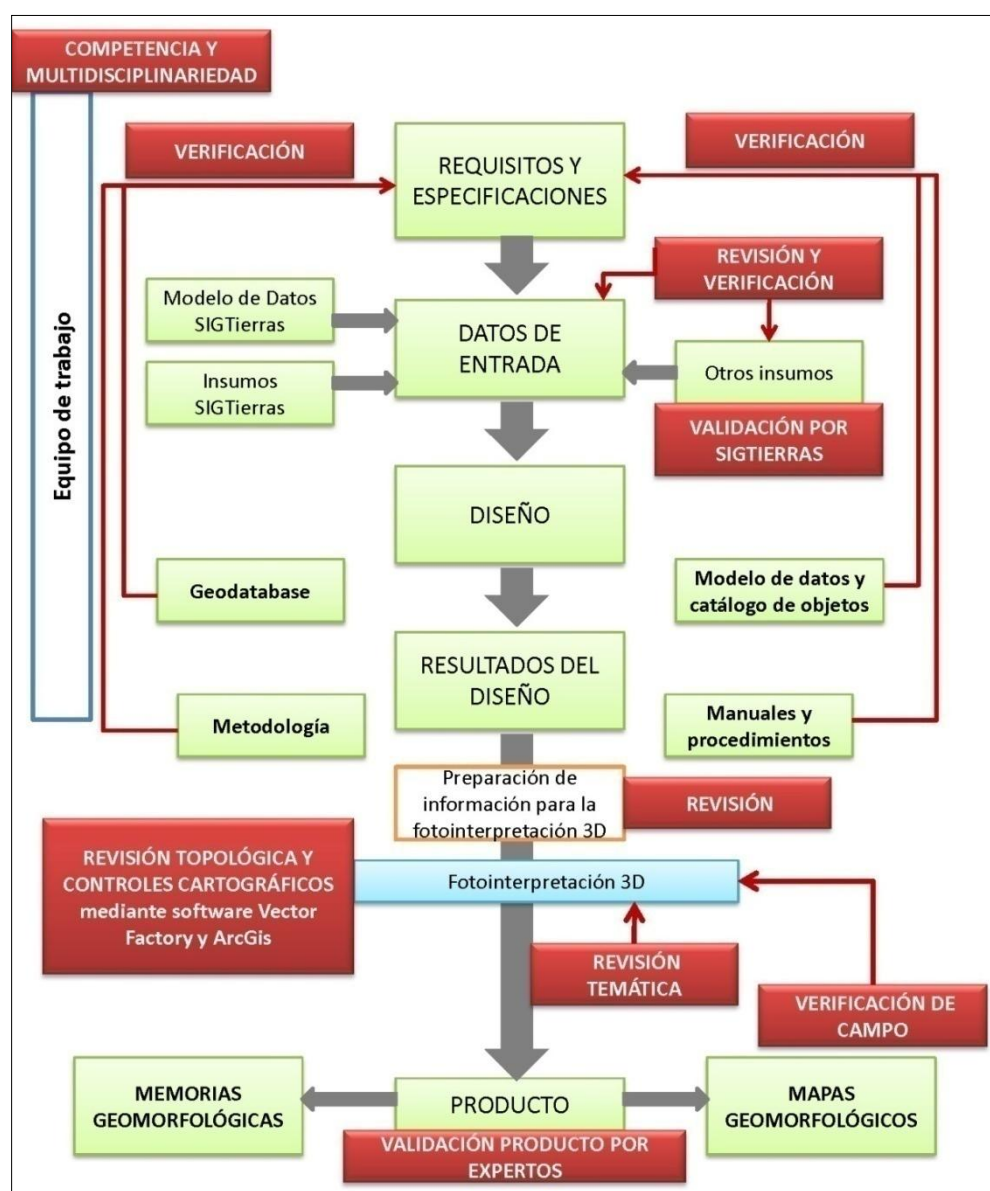 COMPETENCIA Y
MULTIDISCIPLINARIEDAD
Equipo de trabajo
VERIFICACIÓN
REQUISITOS Y
ESPECIFICACIONES
VERIFICACIÓN
REVISIÓN Y
VERIFICACIÓN
Modelo de Datos
SIGTierras
DATOS DE
ENTRADA
Insumos
SIGTierras
Otros insumos
VALIDACIÓN POR
SIGTIERRAS
DISEÑO
Geodatabase
Modelo de datos y
catálogo de objetos
RESULTADOS DEL
DISEÑO
Metodología
Manuales y
procedimientos
Preparación de
información para la
fotointerpretación 3D
REVISIÓN
REVISIÓN TOPOLÓGICA Y
CONTROLES CARTOGRÁFICOS
mediante software Vector
Factory y ArcGis
Fotointerpretación 3D
REVISIÓN
TEMÁTICA
VERIFICACIÓN DE
CAMPO
MEMORIAS
GEOMORFOLÓGICAS
PRODUCTO
MAPAS
GEOMORFOLÓGICOS
VALIDACIÓN PRODUCTO POR
EXPERTOS